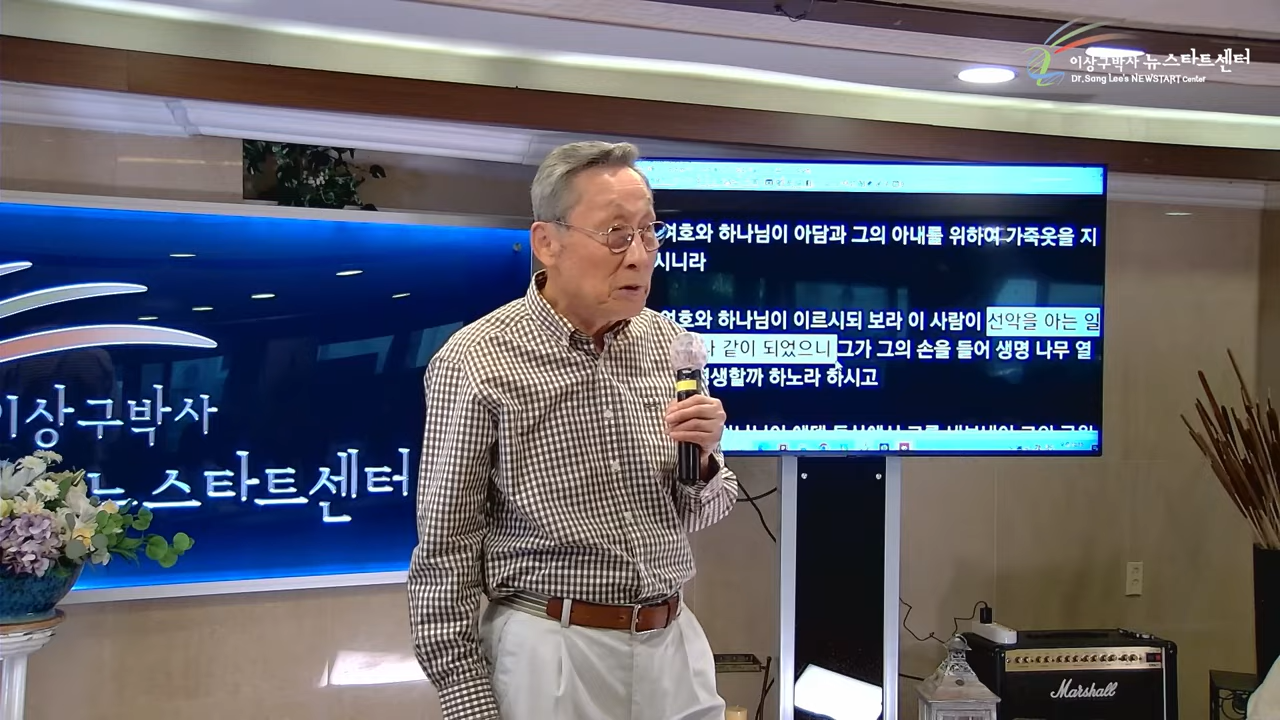 이상구박사 뉴스타트센터
Dr. Sang Lee's NEWSTART Center
여호와 하나님이 아담과 그의 아내를 위하여 가죽옷을 지
시니라
여호와 하나님이 이르시되 보라 이 사람이 선악을 아는 일
같이 되었으니 그가 그의 손을 들어 생명 나무 열
영생할까 하노라 하시고
이상구박사
뉴스타트센터
Marshall